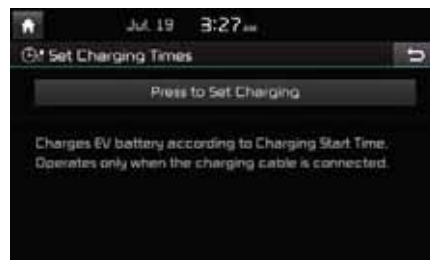 Jul. 19 3:27 AM
Set Charging Times
Press to Set Charging
Charges EV battery according to Charging Start Time.
Operates only when the charging cable is connected.